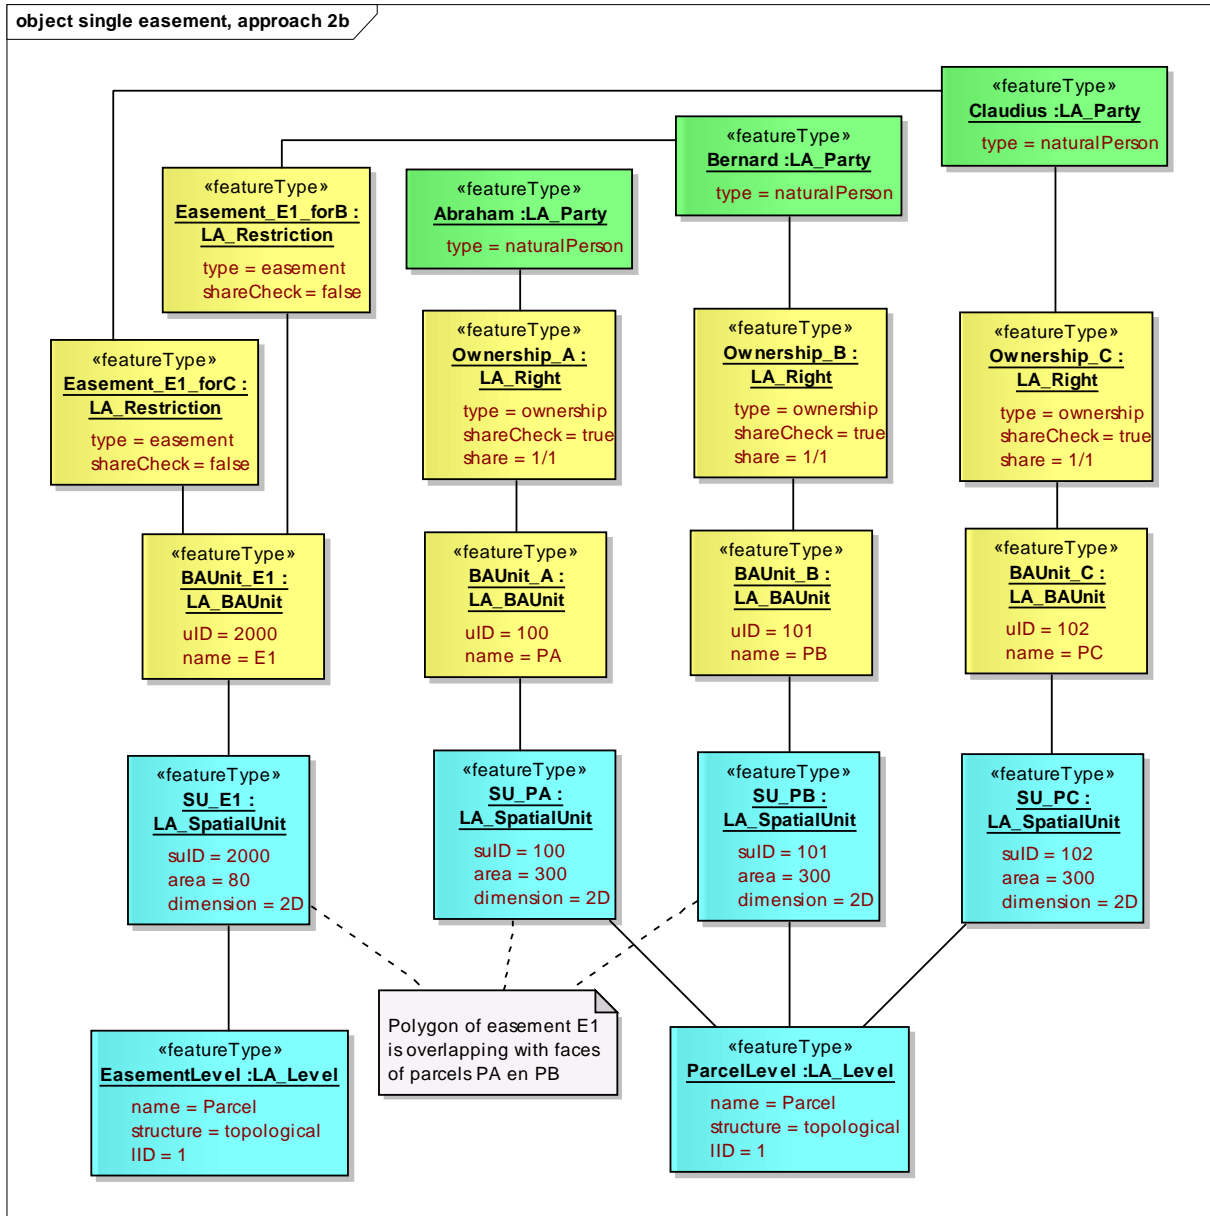 object single easement, approach 2b
«featureType»
Claudius :LA_Party
type = naturalPerson
«featureType»
Bernard :LA_Party
type = naturalPerson
«featureType»
Easement_E1_forB :
LA_Restriction
type = easement
shareCheck = false
«featureType»
Abraham :LA_Party
type = naturalPerson
«featureType»
Easement_E1_forC :
LA_Restriction
type = easement
shareCheck = false
«featureType»
Ownership_A :
LA_Right
type = ownership
shareCheck = true
share = 1/1
«featureType»
Ownership_B :
LA_Right
type = ownership
shareCheck = true
share = 1/1
«featureType»
Ownership_C :
LA_Right
type = ownership
shareCheck = true
share = 1/1
«featureType»
BAUnit_E1 :
LA_BAUnit
uID = 2000
name = E1
«featureType»
BAUnit_A :
LA_BAUnit
uID = 100
name = PA
«featureType»
BAUnit_B :
LA_BAUnit
uID = 101
name = PB
«featureType»
BAUnit_C :
LA_BAUnit
uID = 102
name = PC
«featureType»
SU_E1 :
LA_SpatialUnit
suID = 2000
area = 80
dimension = 2D
«featureType»
SU_PA :
LA_SpatialUnit
suID = 100
area = 300
dimension = 2D
«featureType»
SU_PB :
LA_SpatialUnit
suID = 101
area = 300
dimension = 2D
«featureType»
SU_PC :
LA_SpatialUnit
suID = 102
area = 300
dimension = 2D
Polygon of easement E1
is overlapping with faces
of parcels PA en PB
«featureType»
EasementLevel :LA_Level
name = Parcel
structure = topological
lID = 1
«featureType»
ParcelLevel :LA_Level
name = Parcel
structure = topological
lID = 1